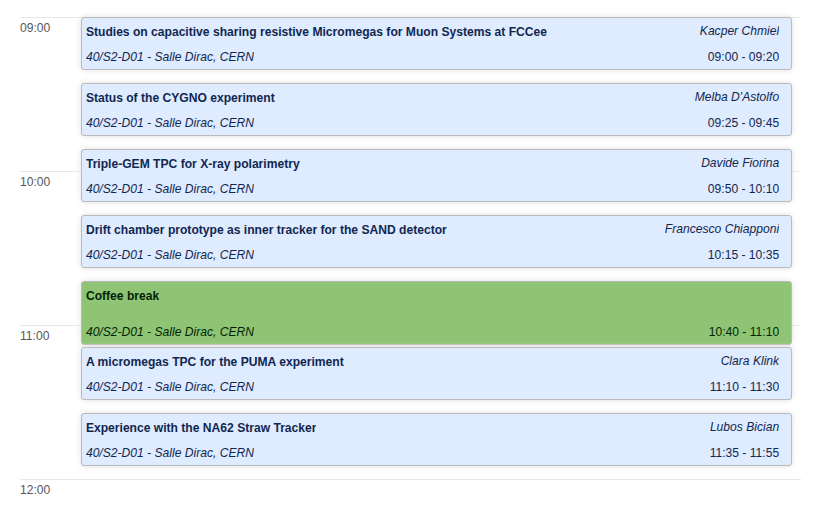 09:00
Studies on capacitive sharing resistive Micromegas for Muon Systems at FCCee Kacper Chmiel
40/S2-D01 - Salle Dirac, CERN 09:00 - 09:20
Status of the CYGNO experiment Melba D'Astolfo
40/S2-D01 - Salle Dirac, CERN 09:25 - 09:45
Triple-GEM TPC for X-ray polarimetry Davide Fiorina
10:00
40/S2-D01 - Salle Dirac, CERN 09:50 - 10:10
Drift chamber prototype as inner tracker for the SAND detector Francesco Chiapponi
40/S2-D01 - Salle Dirac, CERN 10:15 - 10:35
Coffee break
40/S2-D01 - Salle Dirac, CERN 10:40 - 11:10
11:00
A micromegas TPC for the PUMA experiment Clara Klink
40/S2-D01 - Salle Dirac, CERN 11:10 - 11:30
Experience with the NA62 Straw Tracker Lubos Bician
40/S2-D01 - Salle Dirac, CERN 11:35 - 11:55
12:00